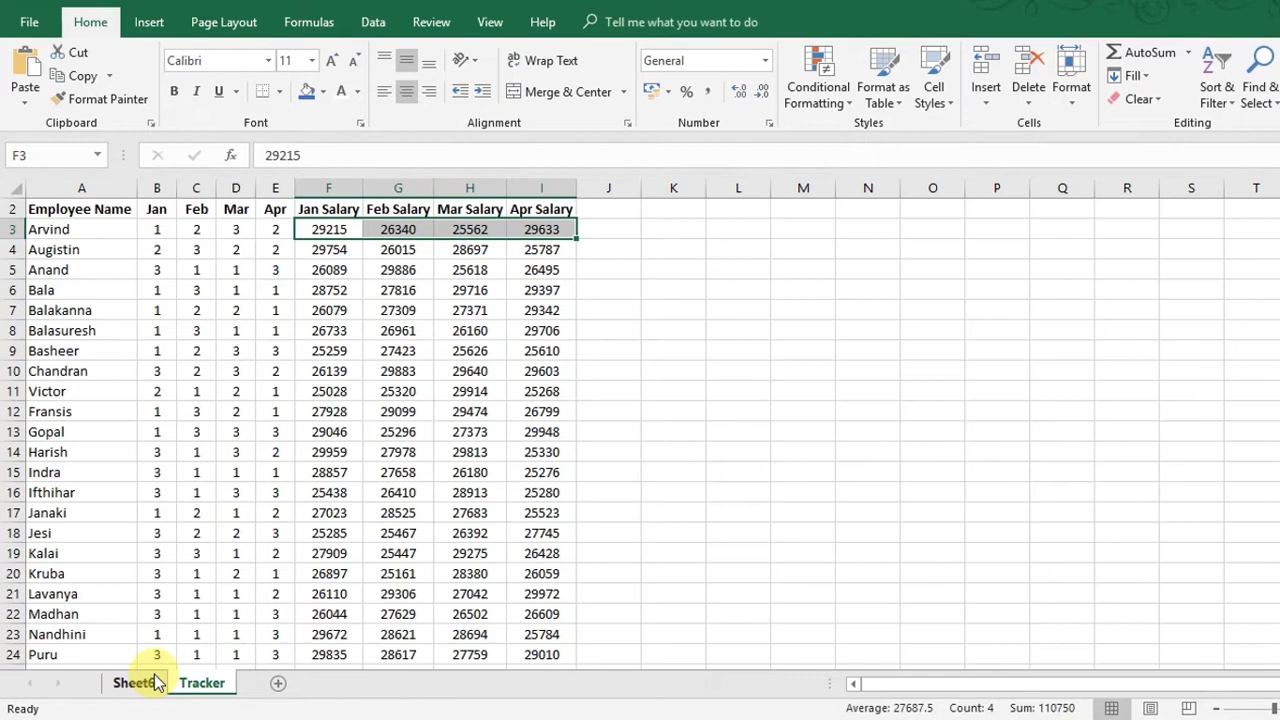 File Home Insert Page Layout Formulas Data Review View Help Tell me what you want to do
Cut
Copy
Format Painter
Paste
Clipboard
Calibri 11
B I U
Font
Wrap Text
Merge & Center
Alignment
General
Number
Conditional Formatting
Format as Table
Cell Styles
Styles
Insert
Delete
Format
Cells
AutoSum
Fill
Clear
Sort & Filter
Find & Select
Editing
F3 fx 29215
A B C D E F G H I J K L M N O P Q R S T
2 Employee Name Jan Feb Mar Apr Jan Salary Feb Salary Mar Salary Apr Salary
3 Arvind 1 2 3 2 29215 26340 25562 29633
4 Augistin 2 3 2 2 29754 26015 28697 25787
5 Anand 3 1 1 3 26089 29886 25618 26495
6 Bala 1 3 1 1 28752 27816 29716 29397
7 Balakanna 1 2 2 1 26079 27309 27371 29342
8 Balasuresh 1 3 1 1 26733 26961 26160 29706
9 Basheer 1 2 3 3 25259 27423 25626 25610
10 Chandran 3 2 3 2 26139 29883 29640 29603
11 Victor 2 1 2 1 25028 25320 29914 25268
12 Fransis 1 3 2 1 27928 29099 29474 26799
13 Gopal 1 3 3 3 29046 25296 27373 29948
14 Harish 3 1 3 2 29959 27978 29813 25330
15 Indra 3 1 1 1 28857 27658 26180 25276
16 Ifthihar 3 1 3 3 25438 26410 28913 25280
17 Janaki 1 2 1 2 27023 28525 27683 25523
18 Jesi 3 2 2 3 25285 25467 26392 27745
19 Kalai 3 3 1 2 27909 25447 29275 26428
20 Kruba 3 1 2 1 26897 25161 28380 26059
21 Lavanya 3 1 1 2 26110 29306 27042 29972
22 Madhan 3 1 1 3 26044 27629 26502 26609
23 Nandhini 1 1 1 3 29672 28621 28694 25784
24 Puru 3 1 1 3 29835 28617 27759 29010
Tracker
Ready Average: 27687.5 Count: 4 Sum: 110750